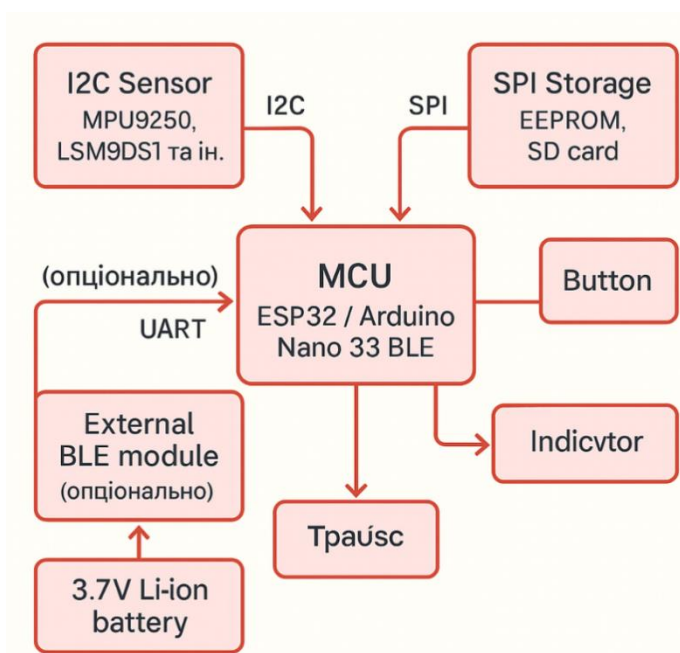 I2C Sensor
MPU9250,
LSM9DS1 та ін.
I2C
SPI
SPI Storage
EEPROM,
SD card
(опціонально)
UART
MCU
ESP32 / Arduino
Nano 33 BLE
Button
External
BLE module
(опціонально)
Indicvtor
Tpaúsc
3.7V Li-ion
battery